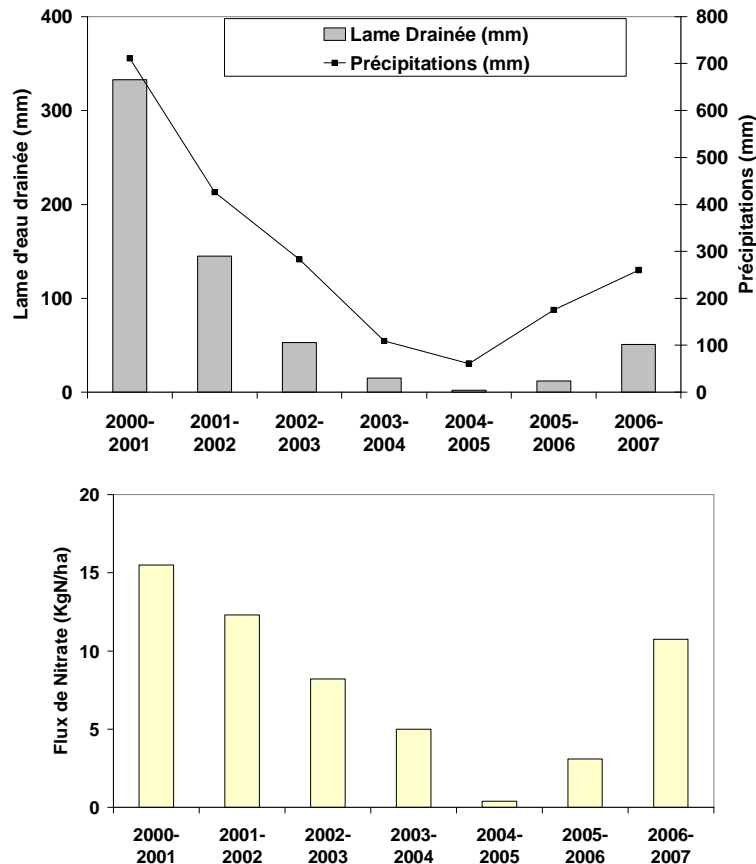 Lame Drainée (mm)
Précipitations (mm)
Lame d'eau drainée (mm)
400
300
200
100
0
Précipitations (mm)
800
700
600
500
400
300
200
100
0
2000- 2001- 2002- 2003- 2004- 2005- 2006-
2001 2002 2003 2004 2005 2006 2007
Flux de Nitrate (KgN/ha)
20
15
10
5
0
2000- 2001- 2002- 2003- 2004- 2005- 2006-
2001 2002 2003 2004 2005 2006 2007